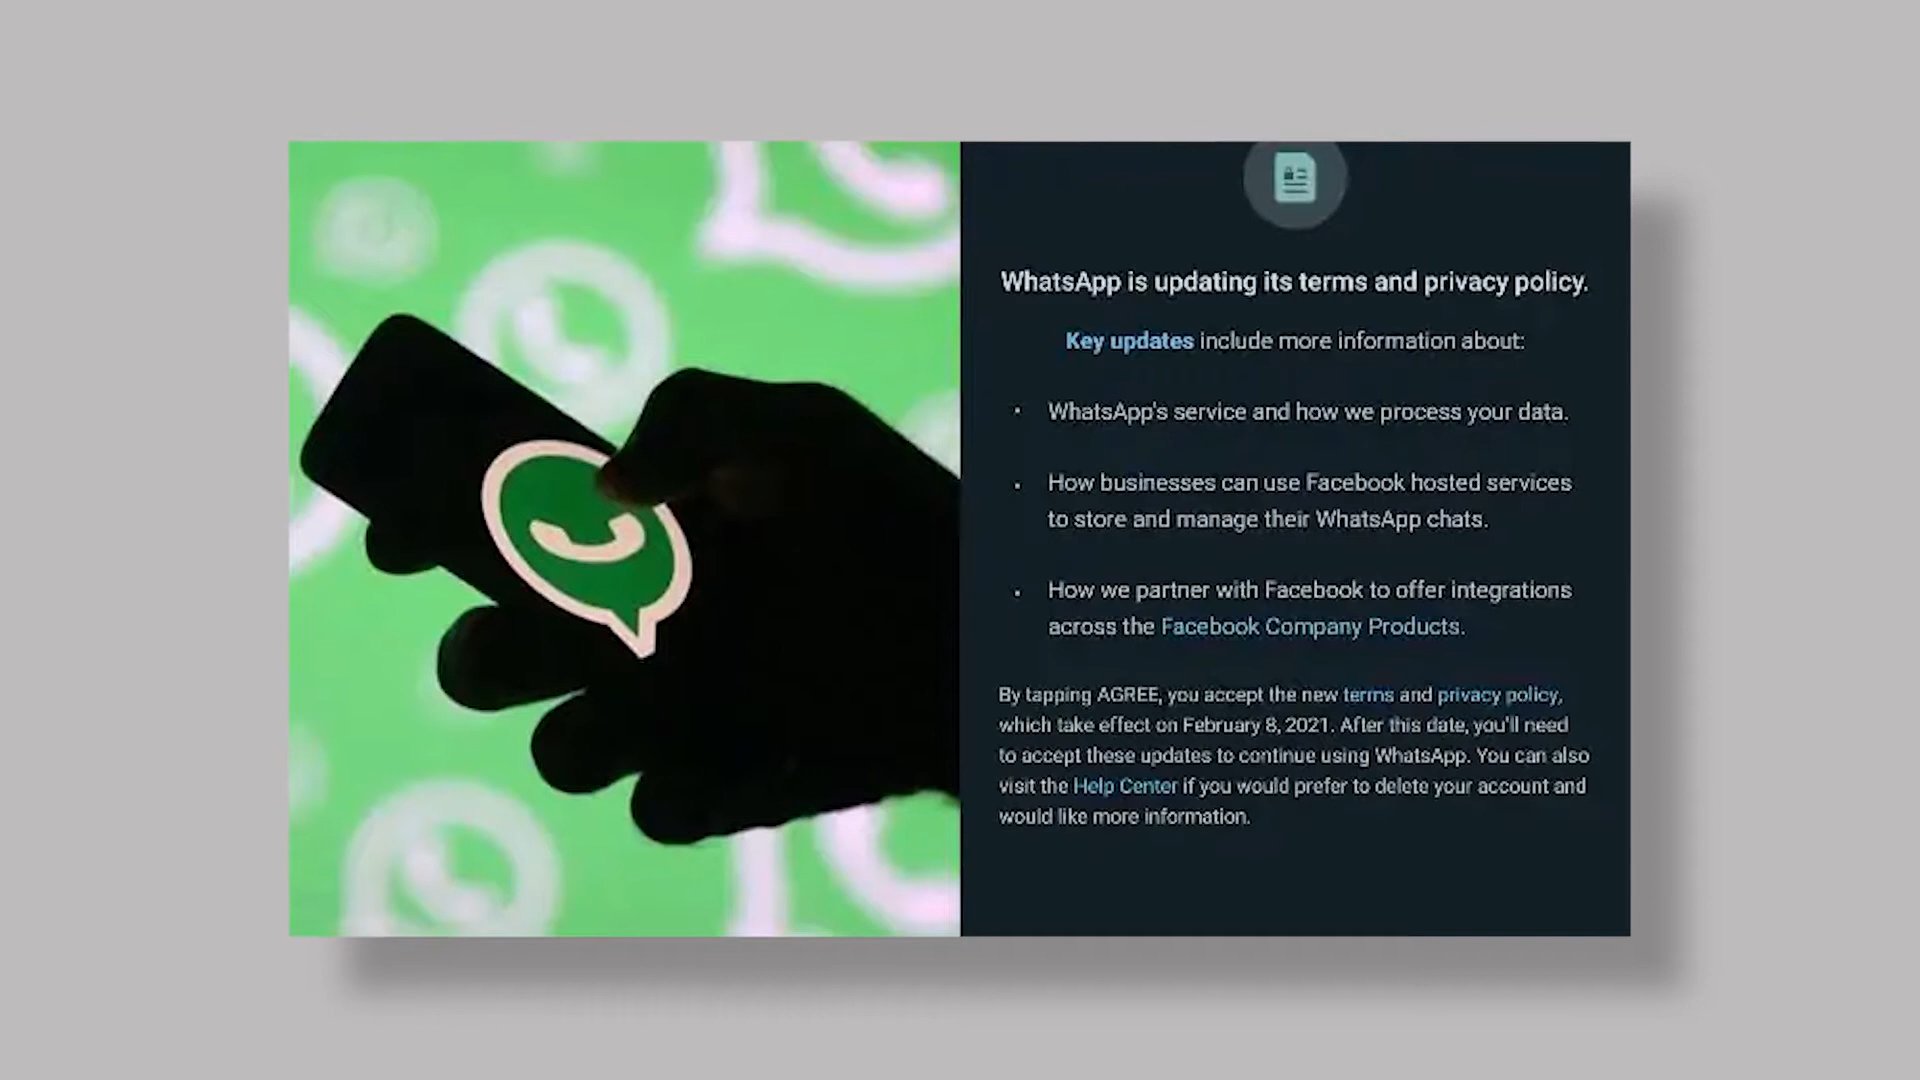 WhatsApp is updating its terms and privacy policy.
Key updates include more information about:
• WhatsApp's service and how we process your data.
• How businesses can use Facebook hosted services
to store and manage their WhatsApp chats.
• How we partner with Facebook to offer integrations
across the Facebook Company Products.
By tapping AGREE, you accept the new terms and privacy policy,
which take effect on February 8, 2021. After this date, you'll need
to accept these updates to continue using WhatsApp. You can also
visit the Help Center if you would prefer to delete your account and
would like more information.